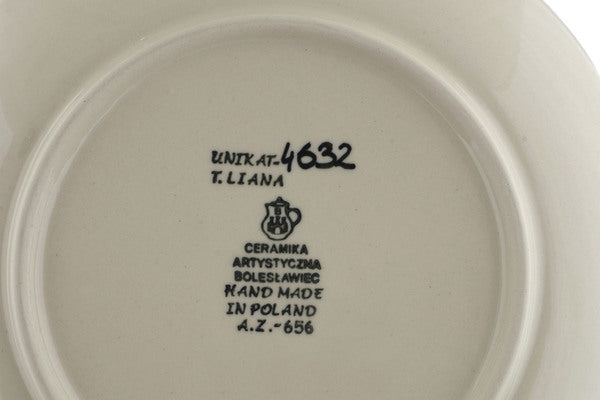 UNIKAT-4632
T. LIANA
CERAMIKA
ARTYSTYCZNA
BOLESŁAWIEC
HAND MADE
IN POLAND
A.Z.-656